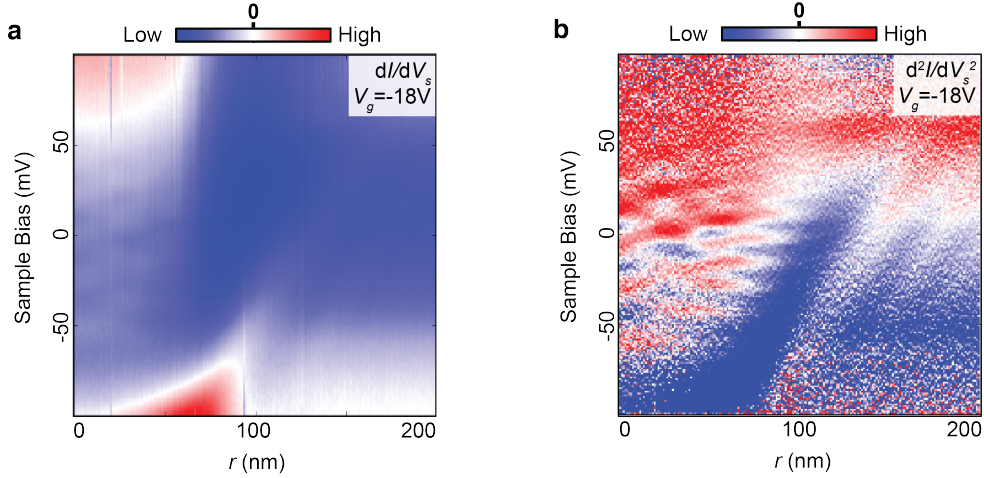 a
0
Low High
dI/dVs
Vg=-18V
Sample Bias (mV)
50
0
-50
0 100 200
r (nm)
b
0
Low High
d²I/dVs²
Vg=-18V
Sample Bias (mV)
50
0
-50
0 100 200
r (nm)